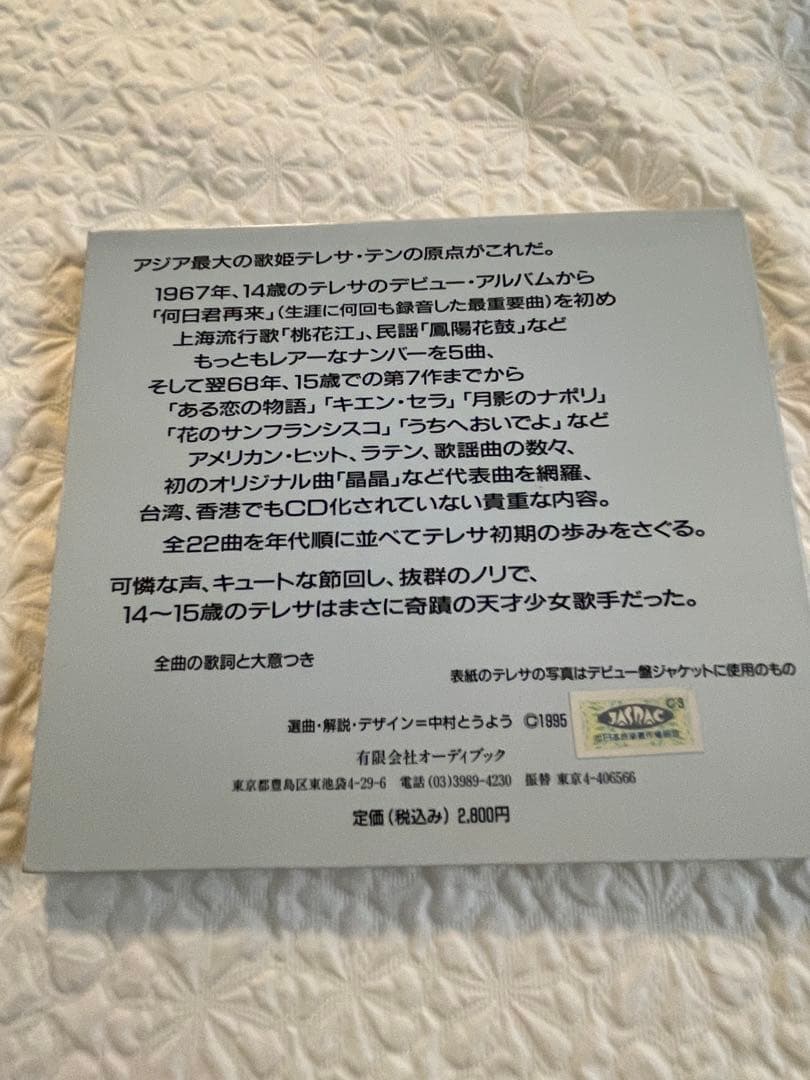 アジア最大の歌姫テレサ・テンの原点がこれだ。
1967年、14歳のテレサのデビュー・アルバムから
「何日君再来」(生涯に何回も録音した最重要曲)を初め
上海流行歌「桃花江」、民謡「鳳陽花鼓」など
もっともレアーなナンバーを5曲、
そして翌68年、15歳での第7作までから
「ある恋の物語」「キエン・セラ」「月影のナポリ」
「花のサンフランシスコ」「うちへおいでよ」など
アメリカン・ヒット、ラテン、歌謡曲の数々、
初のオリジナル曲「晶晶」など代表曲を網羅、
台湾、香港でもCD化されていない貴重な内容。
全22曲を年代順に並べてテレサ初期の歩みをさぐる。
可憐な声、キュートな節回し、抜群のノリで、
14〜15歳のテレサはまさに奇蹟の天才少女歌手だった。
全曲の歌詞と大意つき
表紙のテレサの写真はデビュー盤ジャケットに使用のもの
選曲・解説・デザイン=中村とうよう ©1995
JASRAC
C-3
有限会社オーディブック
東京都豊島区東池袋4-29-6 電話(03)3989-4230 振替 東京4-406566
定価(税込み) 2,800円